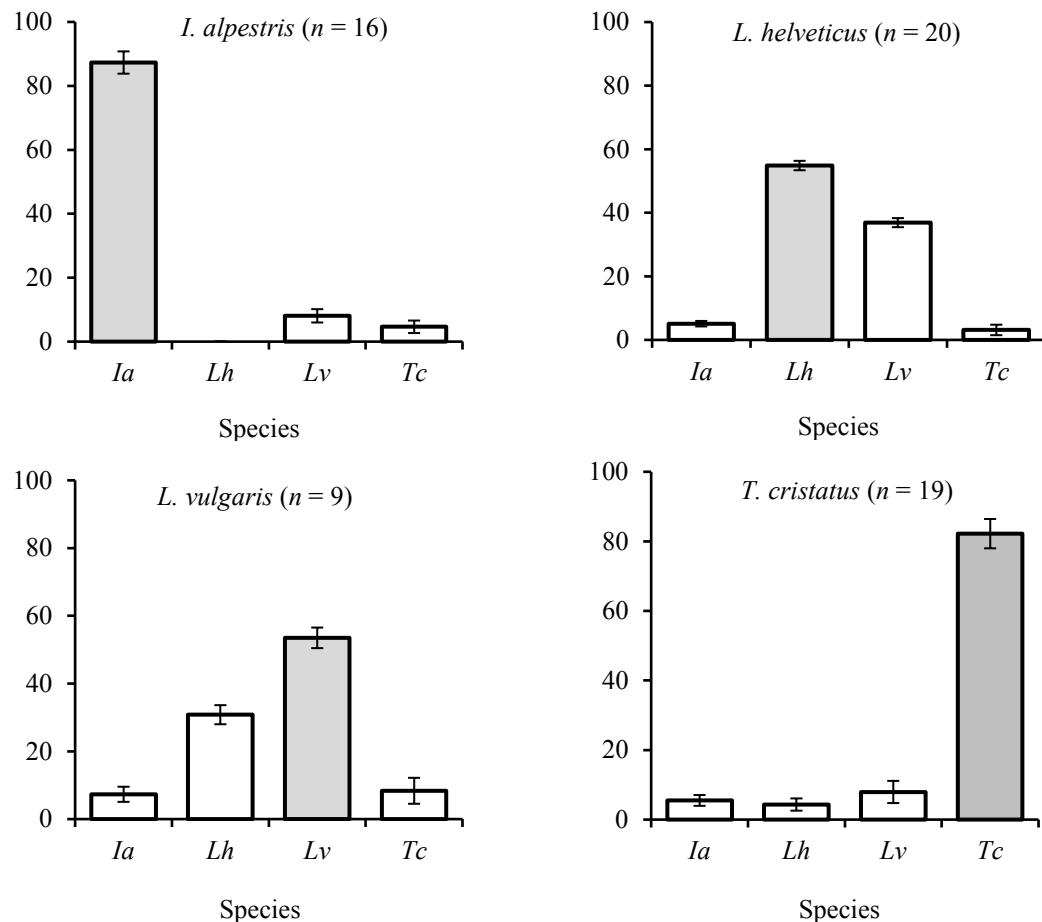 I. alpestris (n = 16)
100
80
60
40
20
0
Ia Lh Lv Tc
Species
L. helveticus (n = 20)
100
80
60
40
20
0
Ia Lh Lv Tc
Species
L. vulgaris (n = 9)
100
80
60
40
20
0
Ia Lh Lv Tc
Species
T. cristatus (n = 19)
100
80
60
40
20
0
Ia Lh Lv Tc
Species